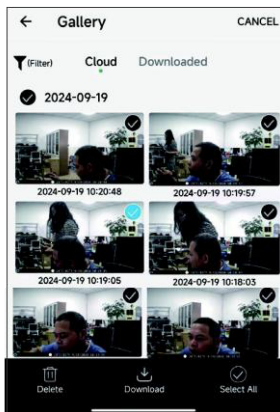 Gallery
CANCEL
(Filter)
Cloud
Downloaded
2024-09-19
2024-09-19 10:20:48
2024-09-19 10:19:57
2024-09-19 10:19:05
2024-09-19 10:18:03
Delete
Download
Select All